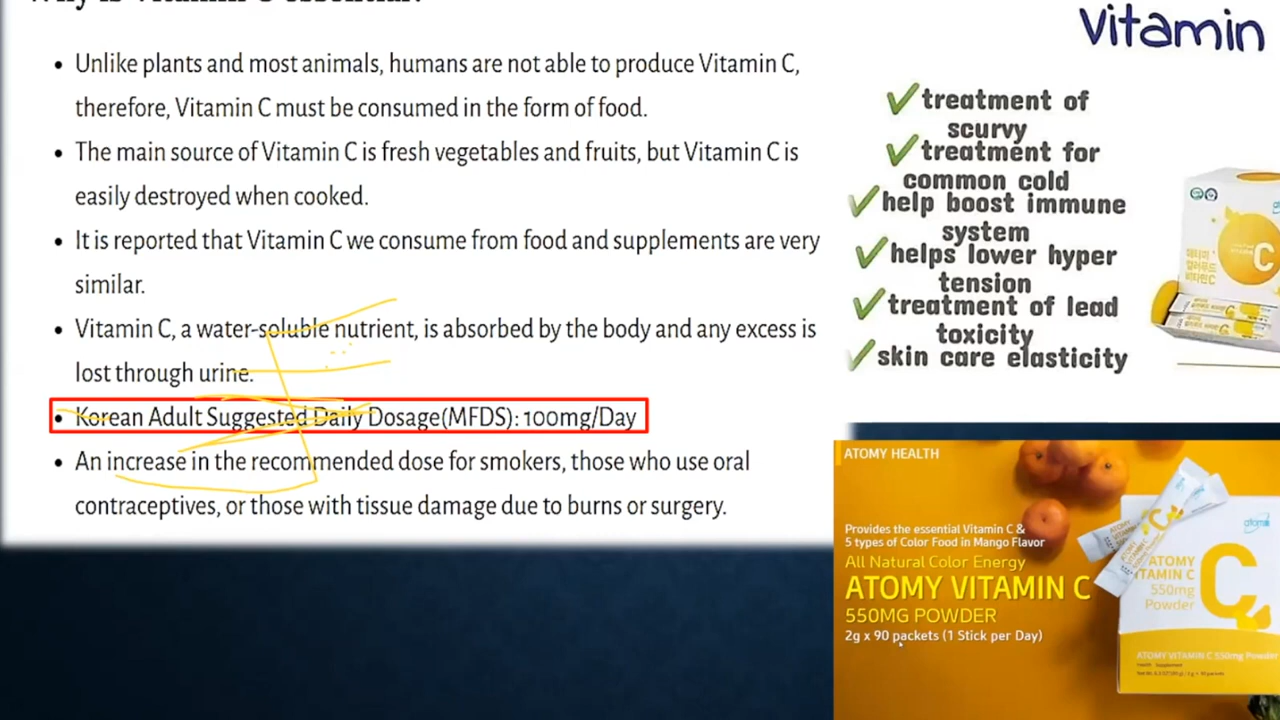 Unlike plants and most animals, humans are not able to produce Vitamin C,
therefore, Vitamin C must be consumed in the form of food.
The main source of Vitamin C is fresh vegetables and fruits, but Vitamin C is
easily destroyed when cooked.
It is reported that Vitamin C we consume from food and supplements are very
similar.
Vitamin C, a water-soluble nutrient, is absorbed by the body and any excess is
lost through urine.
Korean Adult Suggested Daily Dosage(MFDS): 100mg/Day
An increase in the recommended dose for smokers, those who use oral
contraceptives, or those with tissue damage due to burns or surgery.
Vitamin
treatment of
scurvy
treatment for
common cold
help boost immune
system
helps lower hyper
tension
treatment of lead
toxicity
skin care elasticity
C
ATOMY HEALTH
Provides the essential Vitamin C &
5 types of Color Food in Mango Flavor
All Natural Color Energy
ATOMY VITAMIN C
550MG POWDER
2g x 90 packets (1 Stick per Day)
atomy
C
ATOMY
VITAMIN C
550mg
Powder
ATOMY VITAMIN C 550mg Powder